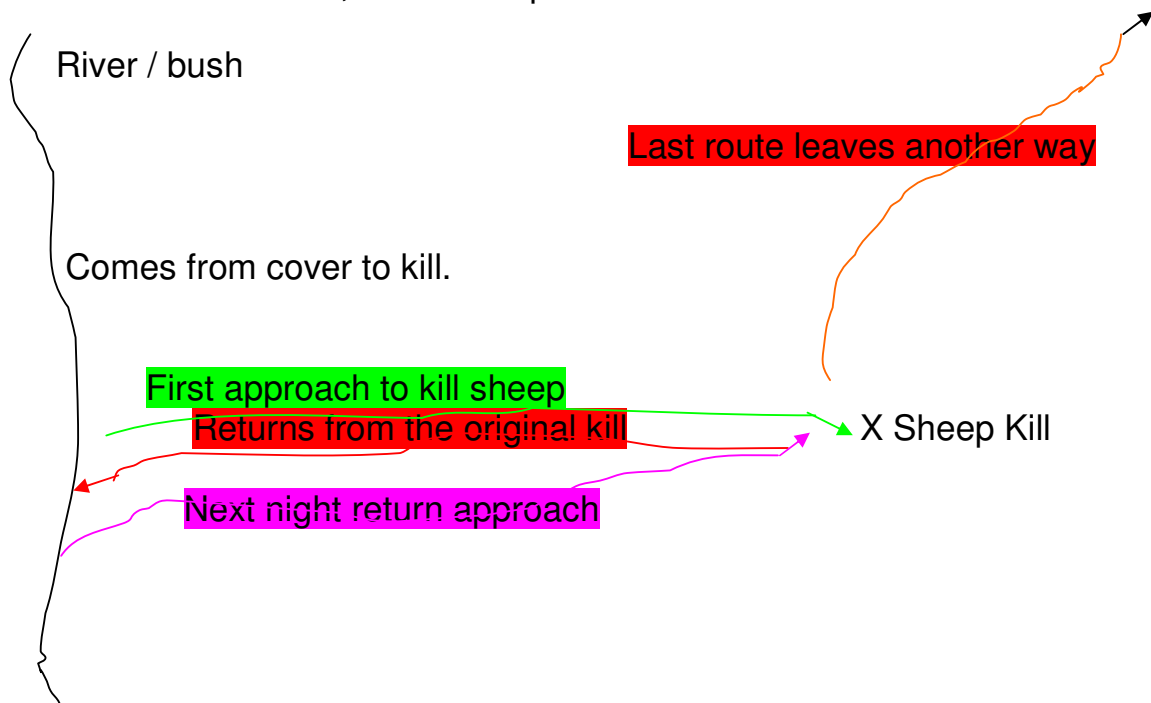 River / bush
Last route leaves another way
Comes from cover to kill.
First approach to kill sheep
Returns from the original kill
X Sheep Kill
Next night return approach